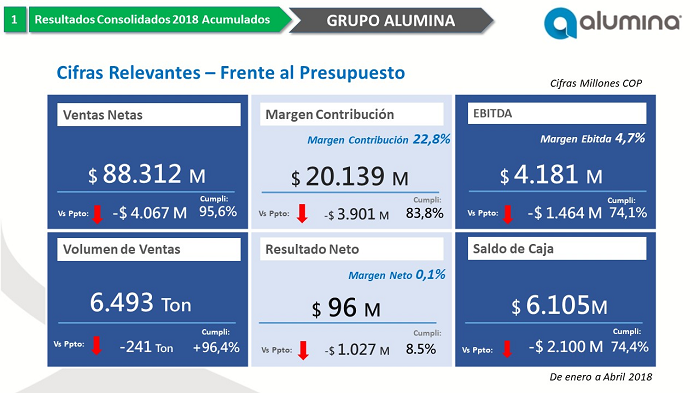 1 Resultados Consolidados 2018 Acumulados GRUPO ALUMINA alumina®
Cifras Relevantes – Frente al Presupuesto
Cifras Millones COP
Ventas Netas
$ 88.312 M
Cumpli:
Vs Ppto: -$ 4.067 M 95,6%
Margen Contribución
Margen Contribución 22,8%
$ 20.139 M
Cumpli:
Vs Ppto: -$ 3.901 M 83,8%
EBITDA
Margen Ebitda 4,7%
$ 4.181 M
Cumpli:
Vs Ppto: -$ 1.464 M 74,1%
Volumen de Ventas
6.493 Ton
Cumpli:
Vs Ppto: -241 Ton +96,4%
Resultado Neto
Margen Neto 0,1%
$ 96 M
Cumpli:
Vs Ppto: -$ 1.027 M 8.5%
Saldo de Caja
$ 6.105M
Cumpli:
Vs Ppto: -$ 2.100 M 74,4%
De enero a Abril 2018